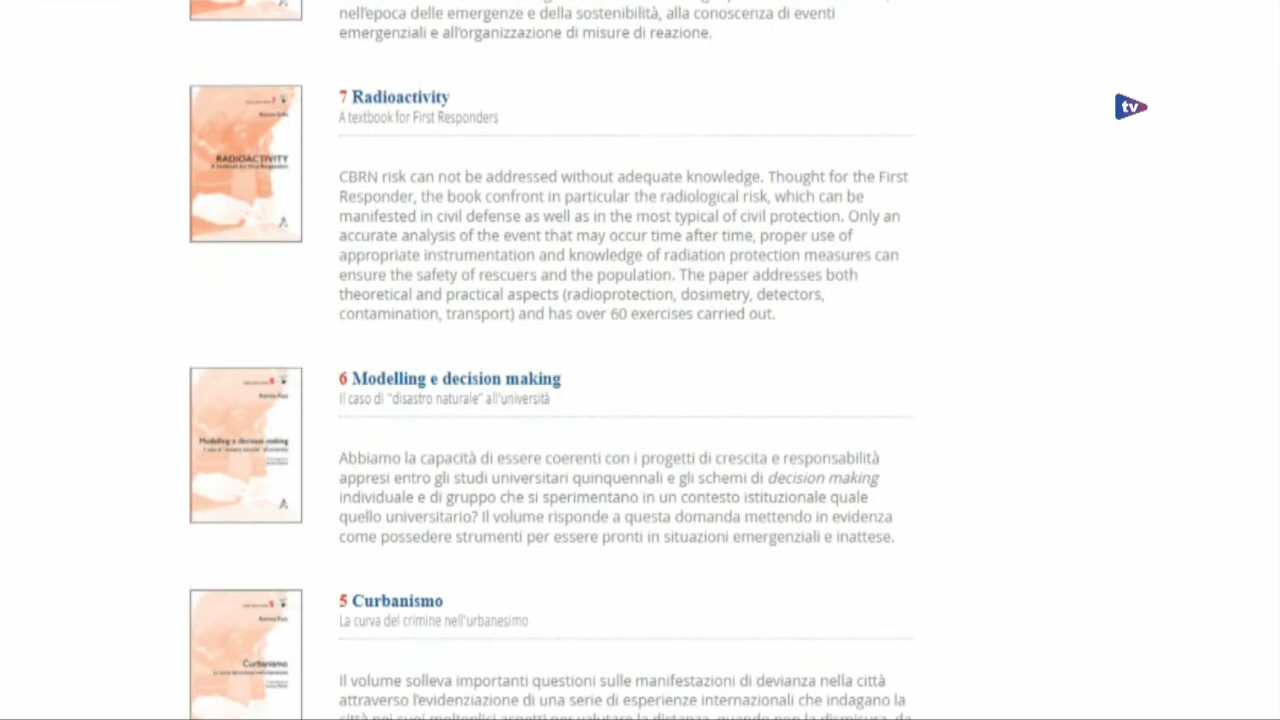 nell'epoca delle emergenze e della sostenibilità, alla conoscenza di eventi
emergenziali e all'organizzazione di misure di reazione.
7 Radioactivity
A textbook for First Responders
CBRN risk can not be addressed without adequate knowledge. Thought for the First
Responder, the book confront in particular the radiological risk, which can be
manifested in civil defense as well as in the most typical of civil protection. Only an
accurate analysis of the event that may occur time after time, proper use of
appropriate instrumentation and knowledge of radiation protection measures can
ensure the safety of rescuers and the population. The paper addresses both
theoretical and practical aspects (radioprotection, dosimetry, detectors,
contamination, transport) and has over 60 exercises carried out.
RADIOACTIVITY
A textbook for First Responders
tv
6 Modelling e decision making
Il caso di "disastro naturale" all'università
Abbiamo la capacità di essere coerenti con i progetti di crescita e responsabilità
appresi entro gli studi universitari quinquennali e gli schemi di decision making
individuale e di gruppo che si sperimentano in un contesto istituzionale quale
quello universitario? Il volume risponde a questa domanda mettendo in evidenza
come possedere strumenti per essere pronti in situazioni emergenziali e inattese.
Modelling e decision making
5 Curbanismo
La curva del crimine nell'urbanesimo
Il volume solleva importanti questioni sulle manifestazioni di devianza nella città
attraverso l'evidenziazione di una serie di esperienze internazionali che indagano la
Curbanismo